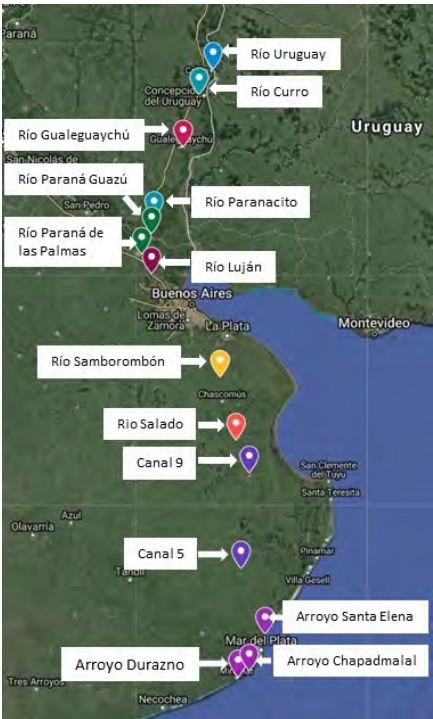 Paraná
Río Uruguay
Concepción
del Uruguay
Río Curro
Río Gualeguaychú
Uruguay
San Nicolás de
Río Paraná Guazú
San Pedro
Río Paranacito
Río Paraná de
las Palmas
Río Luján
Buenos Aires
Lomas de
Zamora
La Plata
Montevideo
Río Samborombón
Chascomús
Rio Salado
Canal 9
San Clemente
del Tuyu
Santa Teresita
Azul
Olavarría
Canal 5
Pinamar
Tandil
Villa Gesell
Arroyo Santa Elena
Mar del Plata
Arroyo Durazno
Arroyo Chapadmalal
Tres Arroyos
Necochea